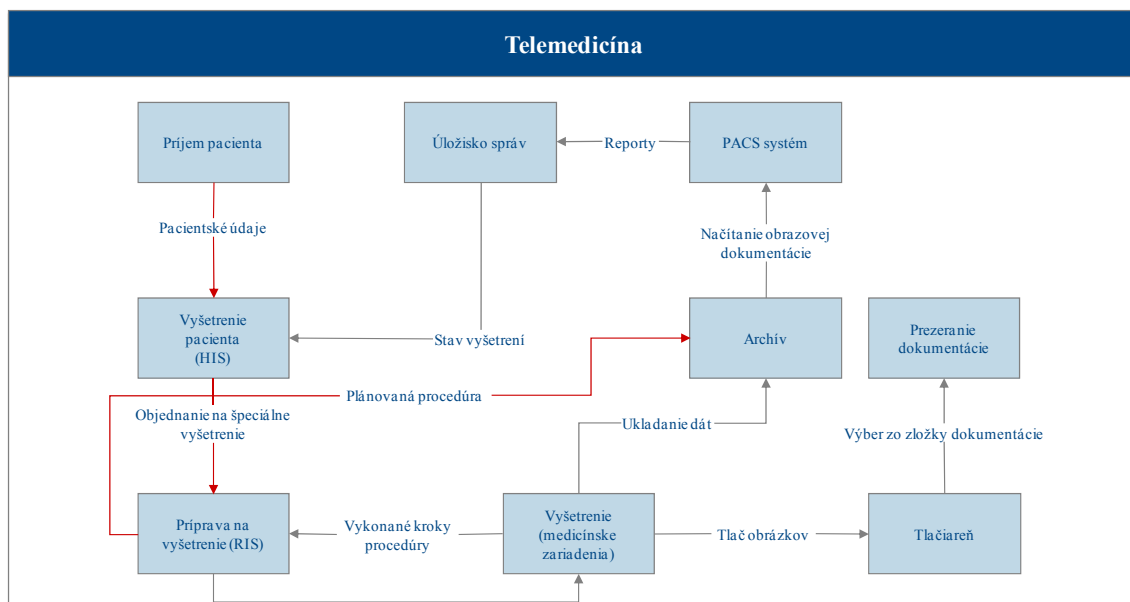 Telemedicína
Príjem pacienta
Úložisko správ
Reporty
PACS systém
Pacientské údaje
Načítanie obrazovej
dokumentácie
Vyšetrenie
pacienta
(HIS)
Stav vyšetrení
Archív
Prezeranie
dokumentácie
Plánovaná procedúra
Objednanie na špeciálne
vyšetrenie
Ukladanie dát
Výber zo zložky dokumentácie
Príprava na
vyšetrenie (RIS)
Vykonané kroky
procedúry
Vyšetrenie
(medicínske
zariadenia)
Tlač obrázkov
Tlačiareň